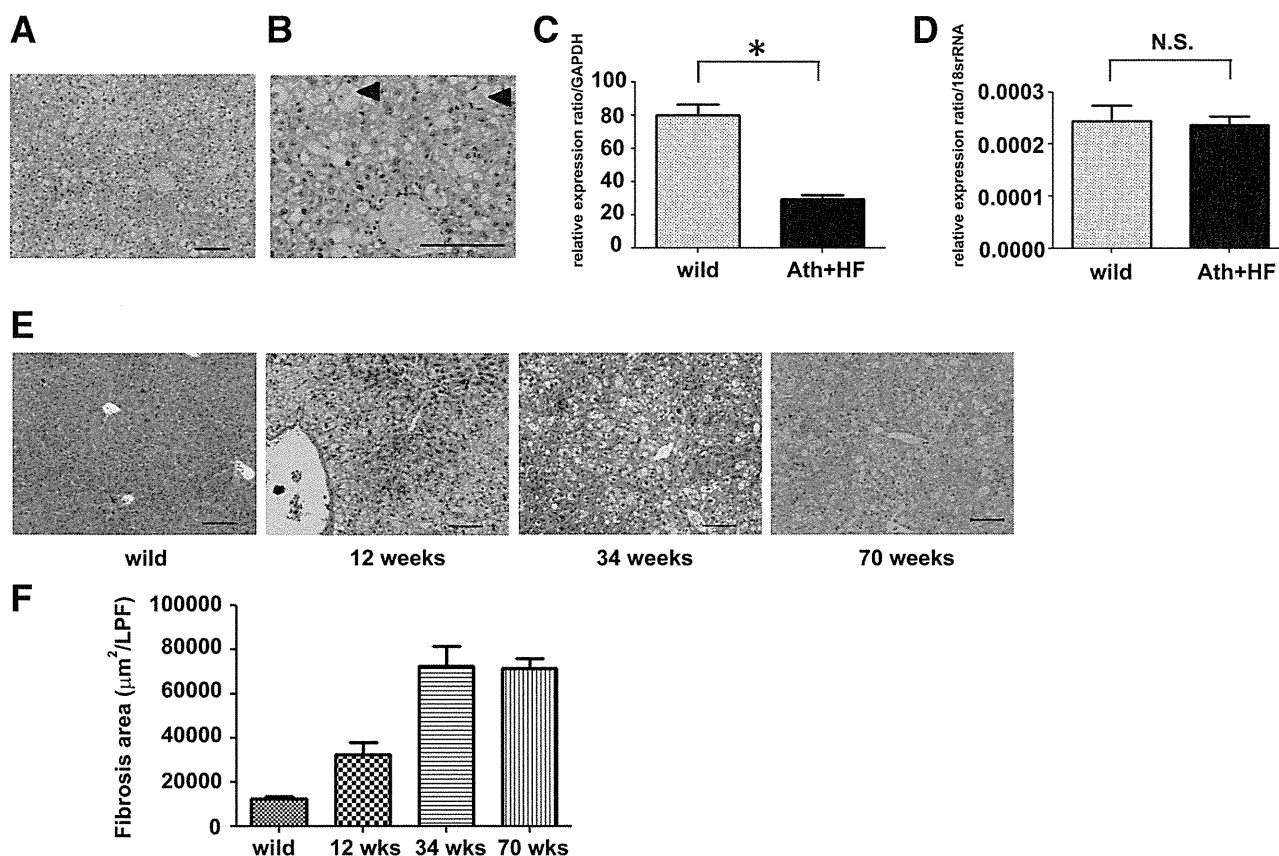 A
B
C
D
*
N.S.
relative expression ratio/GAPDH
100
80
60
40
20
0
wild
Ath+HF
relative expression ratio/18srRNA
0.0003
0.0002
0.0001
0.0000
wild
Ath+HF
E
wild
12 weeks
34 weeks
70 weeks
F
Fibrosis area (μm²/LPF)
100000
80000
60000
40000
20000
0
wild
12 wks
34 wks
70 wks